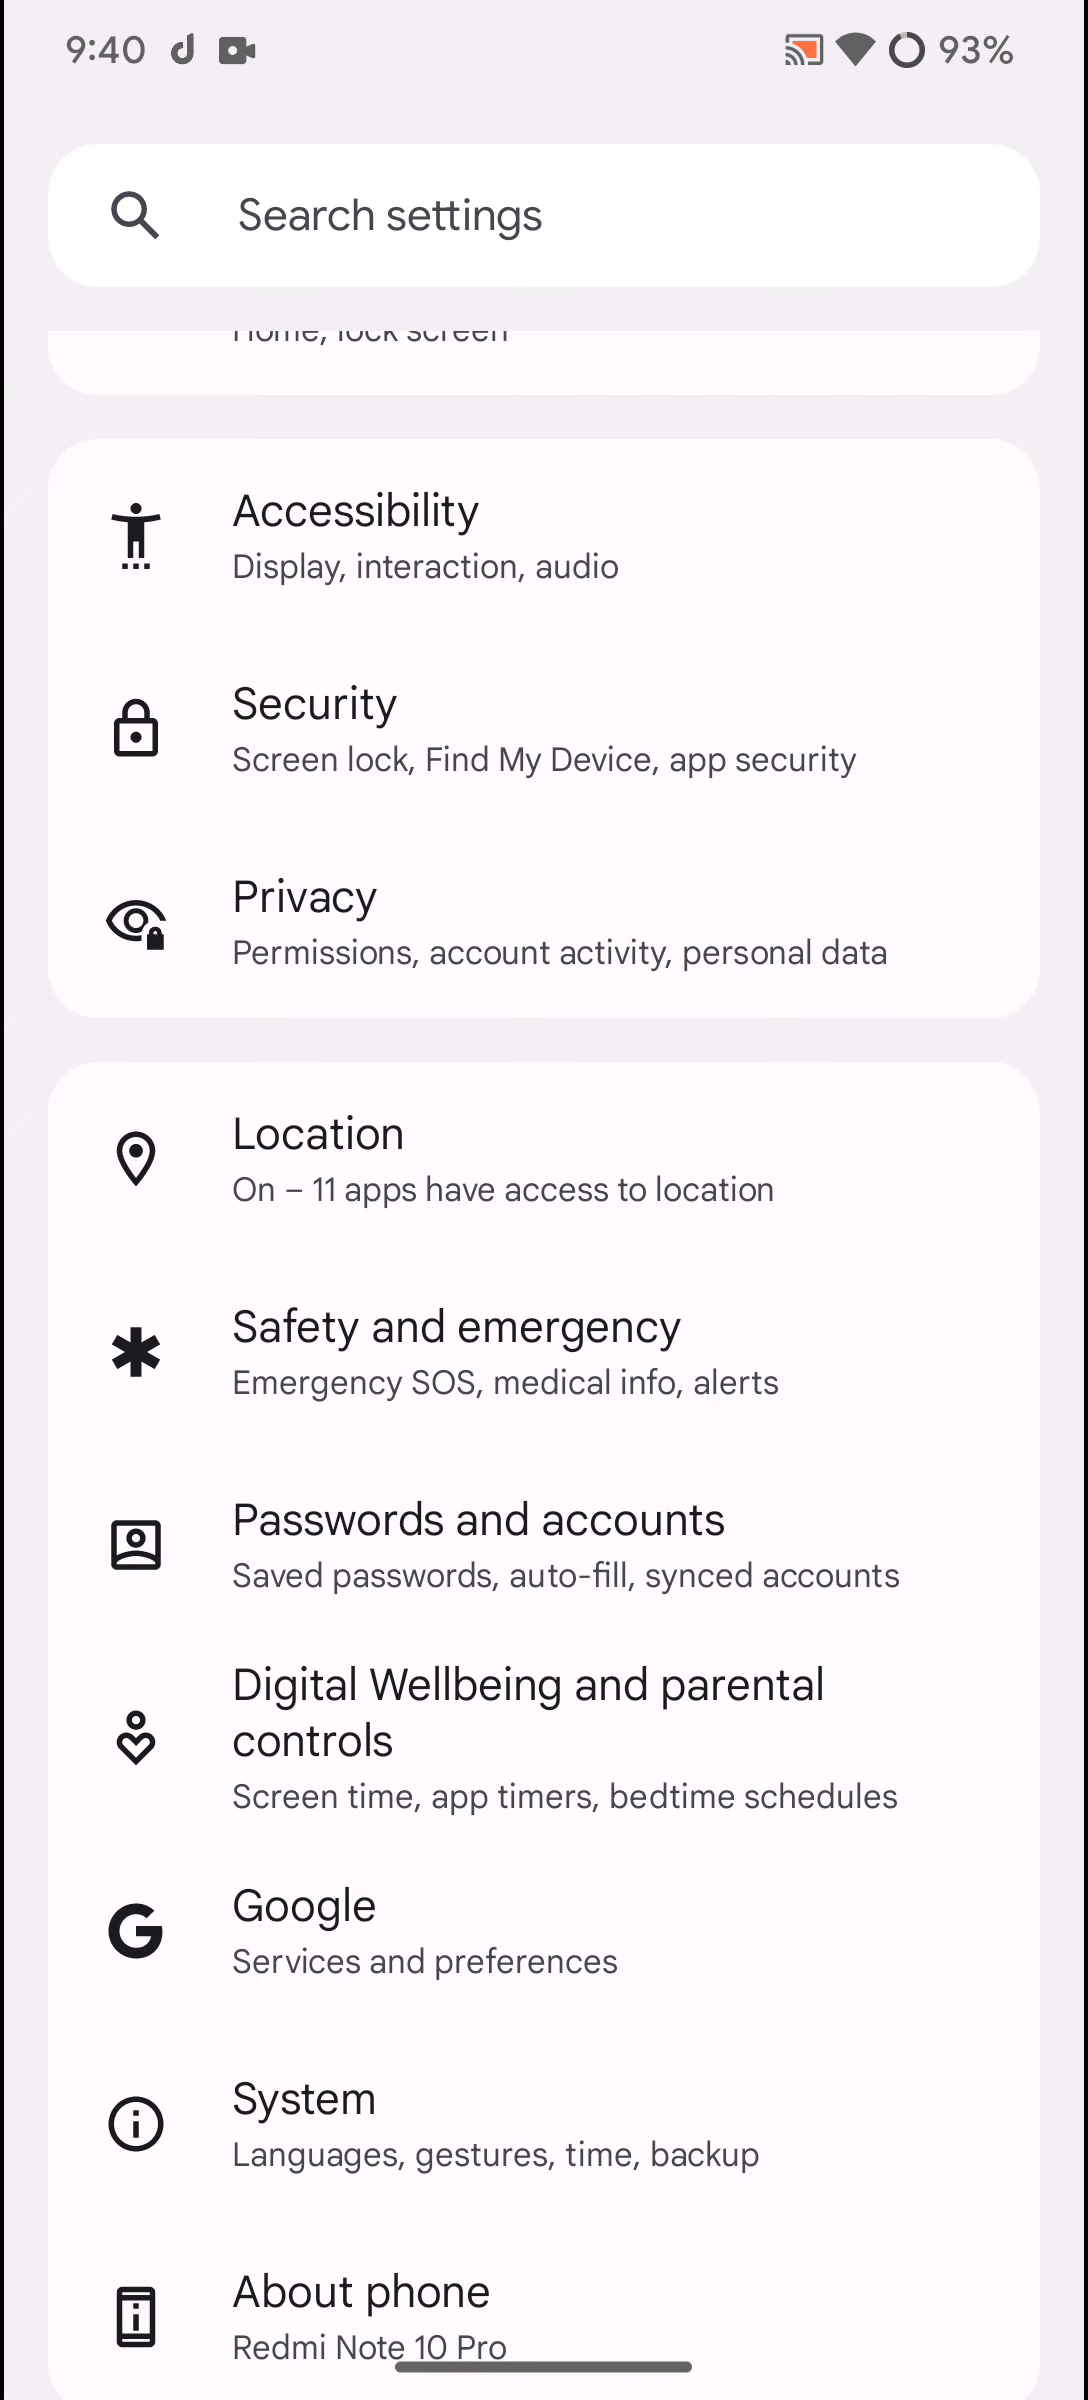 9:40
93%
Search settings
Home, lock screen
Accessibility
Display, interaction, audio
Security
Screen lock, Find My Device, app security
Privacy
Permissions, account activity, personal data
Location
On – 11 apps have access to location
Safety and emergency
Emergency SOS, medical info, alerts
Passwords and accounts
Saved passwords, auto-fill, synced accounts
Digital Wellbeing and parental
controls
Screen time, app timers, bedtime schedules
Google
Services and preferences
System
Languages, gestures, time, backup
About phone
Redmi Note 10 Pro